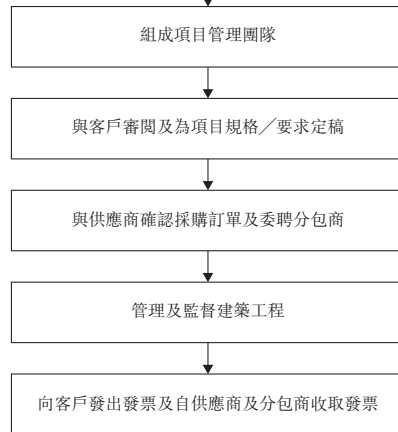 組成項目管理團隊
與客戶審閱及為項目規格／要求定稿
與供應商確認採購訂單及委聘分包商
管理及監督建築工程
向客戶發出發票及自供應商及分包商收取發票